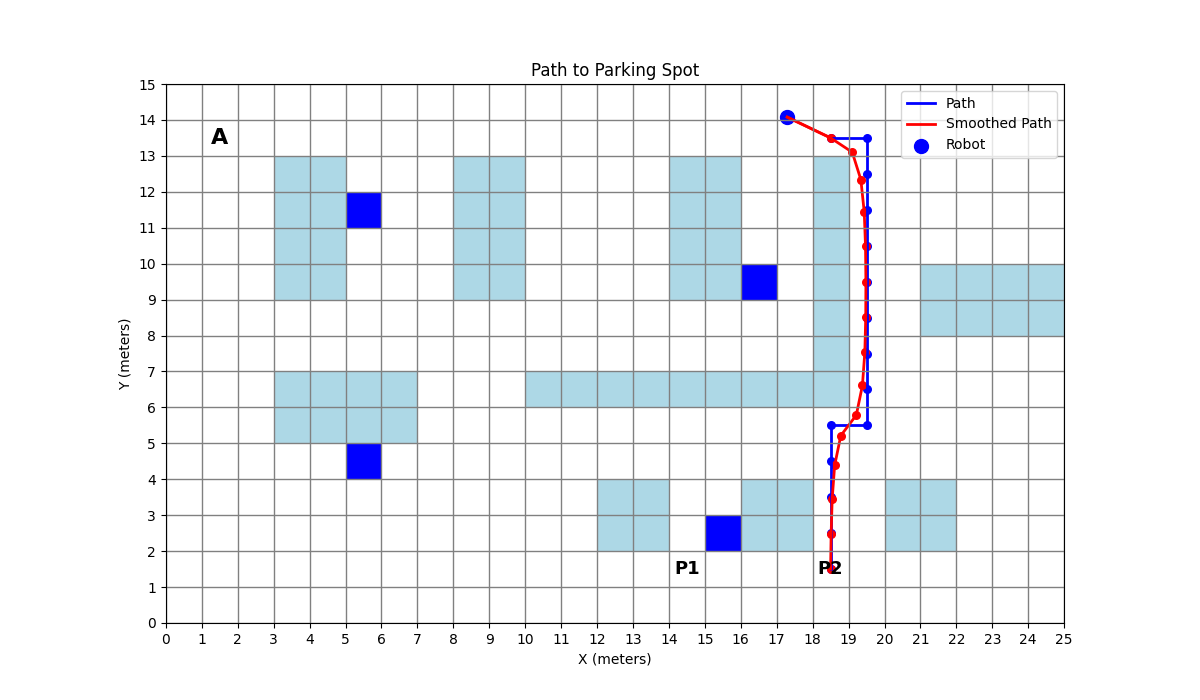 Path to Parking Spot
15
14
13
12
11
10
9
8
7
6
5
4
3
2
1
0
Y (meters)
A
Path
Smoothed Path
Robot
P1
P2
0 1 2 3 4 5 6 7 8 9 10 11 12 13 14 15 16 17 18 19 20 21 22 23 24 25
X (meters)